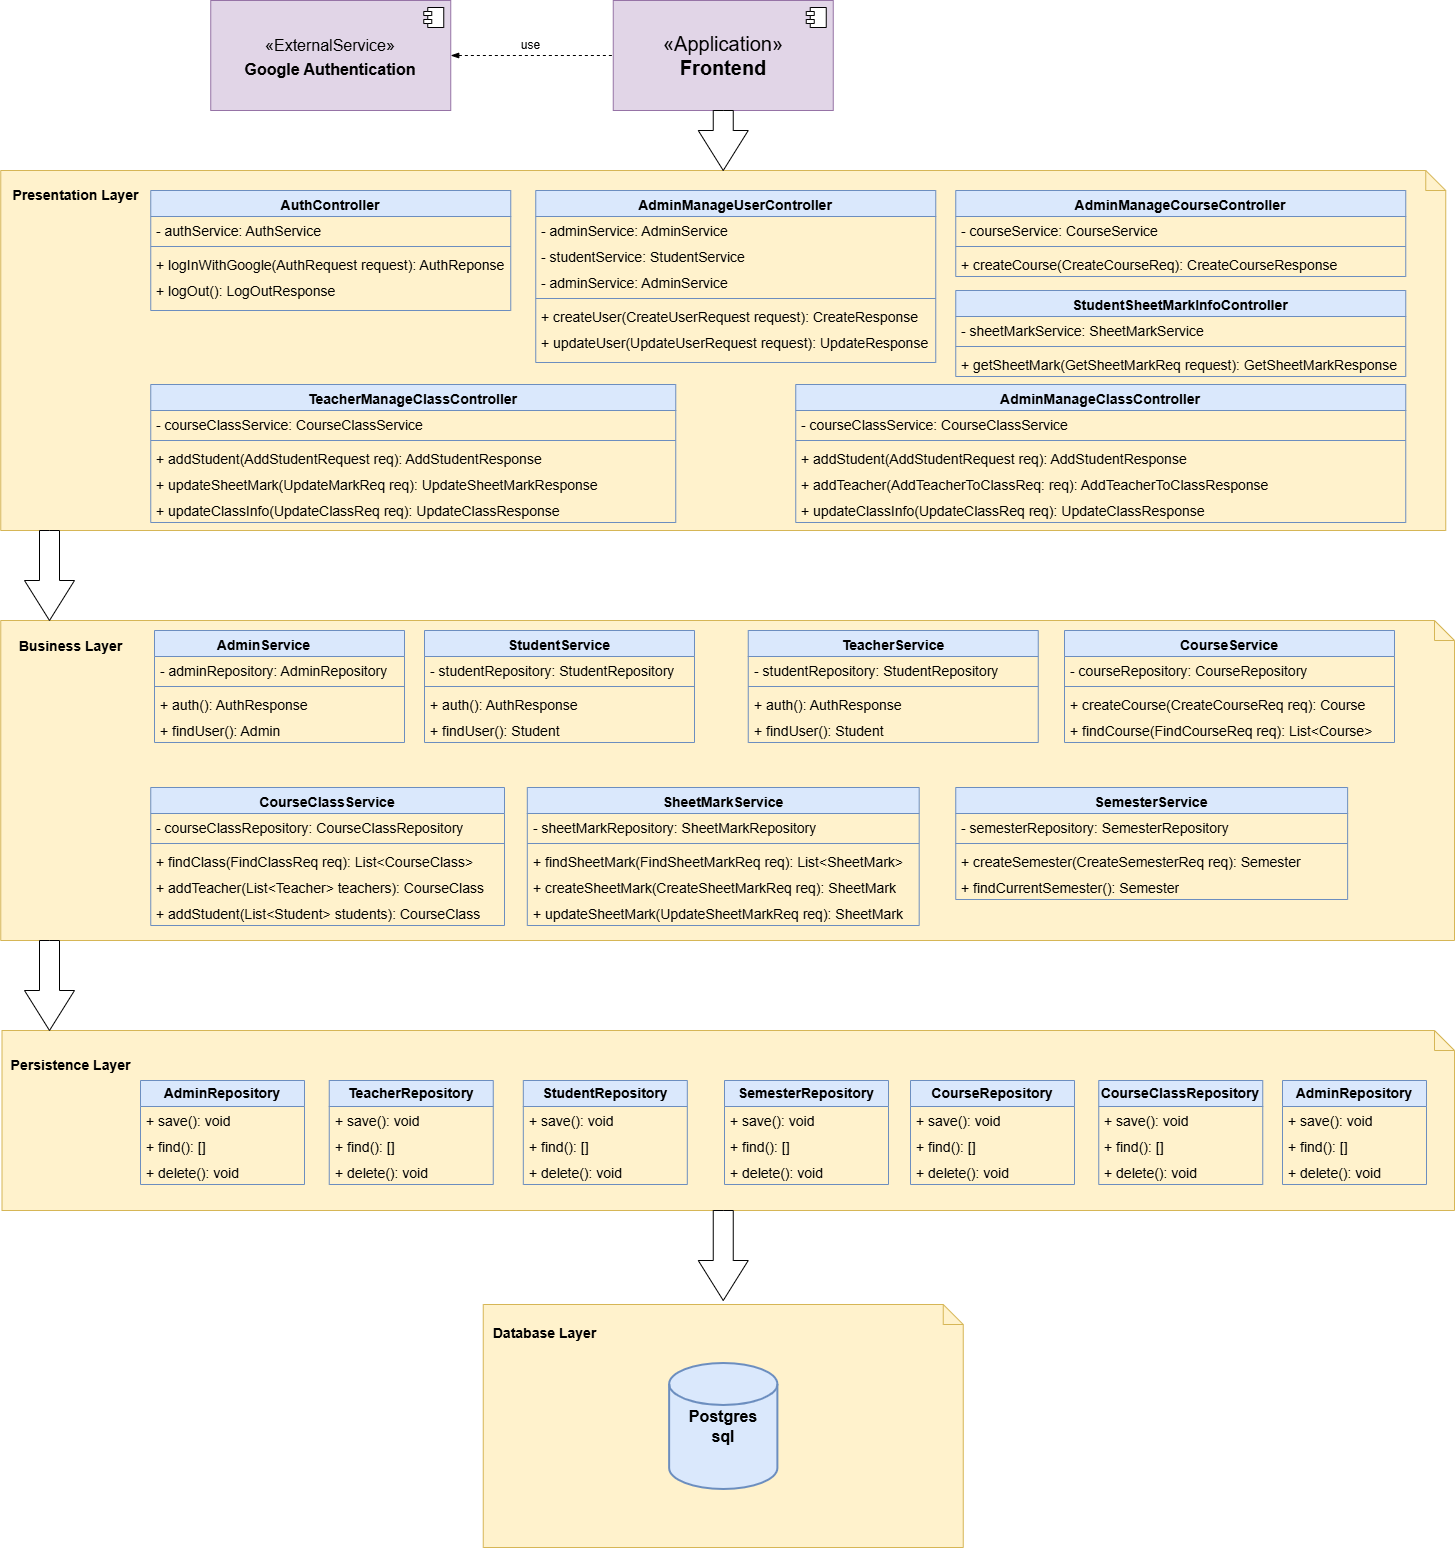 «ExternalService»
Google Authentication
use
«Application»
Frontend
Presentation Layer
AuthController
- authService: AuthService
+ logInWithGoogle(AuthRequest request): AuthReponse
+ logOut(): LogOutResponse
AdminManageUserController
- adminService: AdminService
- studentService: StudentService
- adminService: AdminService
+ createUser(CreateUserRequest request): CreateResponse
+ updateUser(UpdateUserRequest request): UpdateResponse
AdminManageCourseController
- courseService: CourseService
+ createCourse(CreateCourseReq): CreateCourseResponse
StudentSheetMarkInfoController
- sheetMarkService: SheetMarkService
+ getSheetMark(GetSheetMarkReq request): GetSheetMarkResponse
TeacherManageClassController
- courseClassService: CourseClassService
+ addStudent(AddStudentRequest req): AddStudentResponse
+ updateSheetMark(UpdateMarkReq req): UpdateSheetMarkResponse
+ updateClassInfo(UpdateClassReq req): UpdateClassResponse
AdminManageClassController
- courseClassService: CourseClassService
+ addStudent(AddStudentRequest req): AddStudentResponse
+ addTeacher(AddTeacherToClassReq: req): AddTeacherToClassResponse
+ updateClassInfo(UpdateClassReq req): UpdateClassResponse
Business Layer
AdminService
- adminRepository: AdminRepository
+ auth(): AuthResponse
+ findUser(): Admin
StudentService
- studentRepository: StudentRepository
+ auth(): AuthResponse
+ findUser(): Student
TeacherService
- studentRepository: StudentRepository
+ auth(): AuthResponse
+ findUser(): Student
CourseService
- courseRepository: CourseRepository
+ createCourse(CreateCourseReq req): Course
+ findCourse(FindCourseReq req): List<Course>
CourseClassService
- courseClassRepository: CourseClassRepository
+ findClass(FindClassReq req): List<CourseClass>
+ addTeacher(List<Teacher> teachers): CourseClass
+ addStudent(List<Student> students): CourseClass
SheetMarkService
- sheetMarkRepository: SheetMarkRepository
+ findSheetMark(FindSheetMarkReq req): List<SheetMark>
+ createSheetMark(CreateSheetMarkReq req): SheetMark
+ updateSheetMark(UpdateSheetMarkReq req): SheetMark
SemesterService
- semesterRepository: SemesterRepository
+ createSemester(CreateSemesterReq req): Semester
+ findCurrentSemester(): Semester
Persistence Layer
AdminRepository
+ save(): void
+ find(): []
+ delete(): void
TeacherRepository
+ save(): void
+ find(): []
+ delete(): void
StudentRepository
+ save(): void
+ find(): []
+ delete(): void
SemesterRepository
+ save(): void
+ find(): []
+ delete(): void
CourseRepository
+ save(): void
+ find(): []
+ delete(): void
CourseClassRepository
+ save(): void
+ find(): []
+ delete(): void
AdminRepository
+ save(): void
+ find(): []
+ delete(): void
Database Layer
Postgres
sql